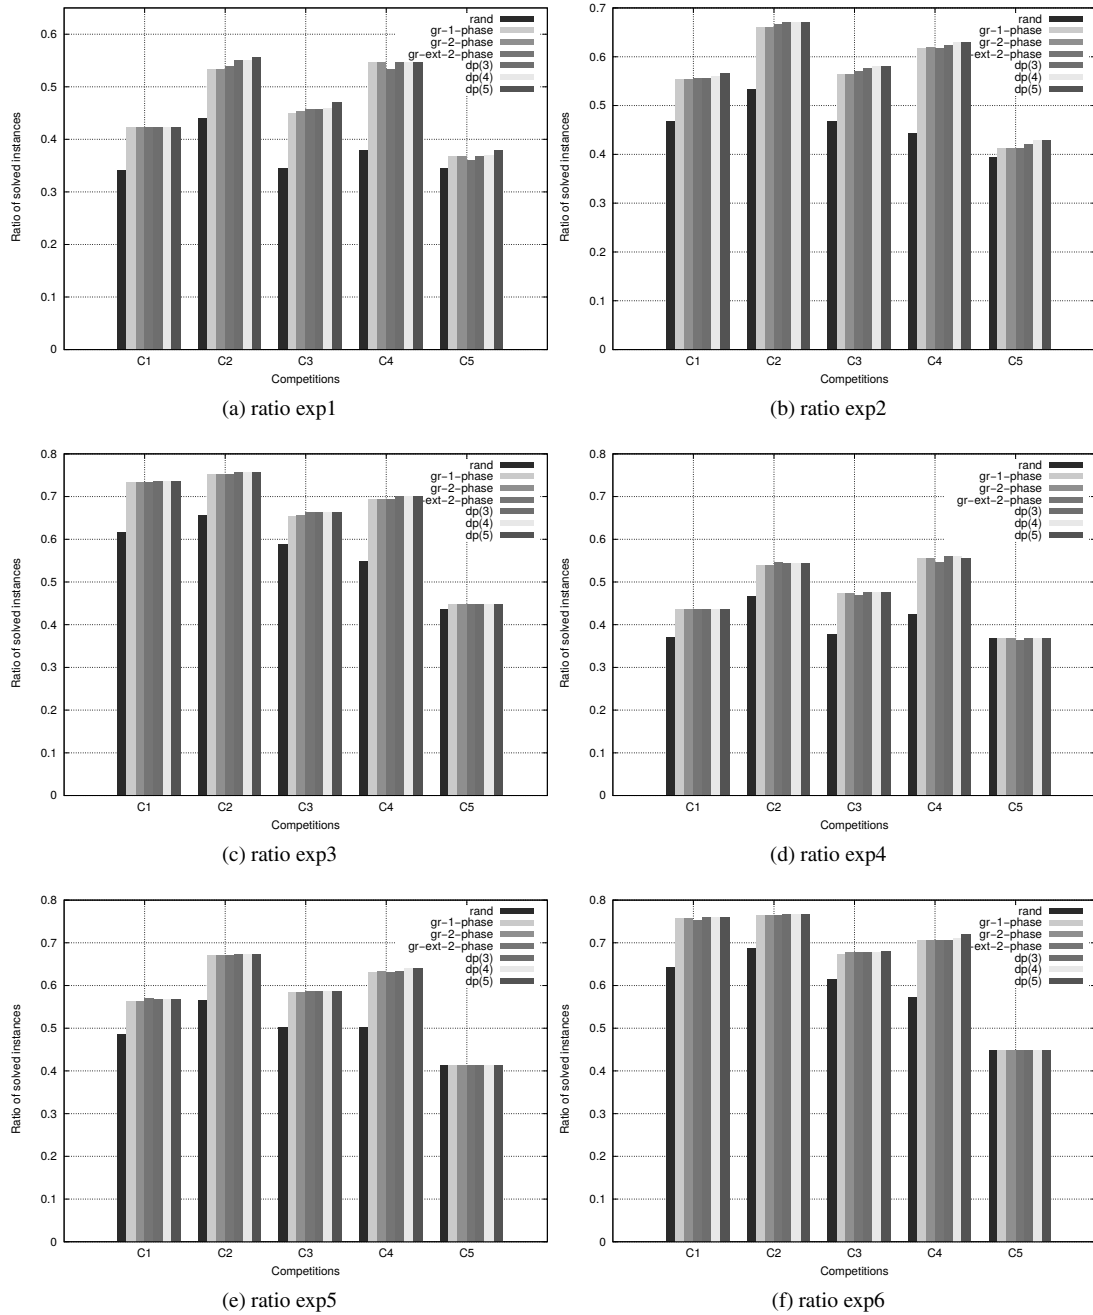 rand
gr-1-phase
gr-2-phase
gr-ext-2-phase
dp(3)
dp(4)
dp(5)
0.6
0.5
0.4
0.3
0.2
0.1
0
Ratio of solved instances
C1 C2 C3 C4 C5
Competitions
(a) ratio exp1
rand
gr-1-phase
gr-2-phase
-ext-2-phase
dp(3)
dp(4)
dp(5)
0.7
0.6
0.5
0.4
0.3
0.2
0.1
0
Ratio of solved instances
C1 C2 C3 C4 C5
Competitions
(b) ratio exp2
rand
gr-1-phase
gr-2-phase
-ext-2-phase
dp(3)
dp(4)
dp(5)
0.8
0.7
0.6
0.5
0.4
0.3
0.2
0.1
0
Ratio of solved instances
C1 C2 C3 C4 C5
Competitions
(c) ratio exp3
rand
gr-1-phase
gr-2-phase
gr-ext-2-phase
dp(3)
dp(4)
dp(5)
0.8
0.7
0.6
0.5
0.4
0.3
0.2
0.1
0
Ratio of solved instances
C1 C2 C3 C4 C5
Competitions
(d) ratio exp4
rand
gr-1-phase
gr-2-phase
gr-ext-2-phase
dp(3)
dp(4)
dp(5)
0.8
0.7
0.6
0.5
0.4
0.3
0.2
0.1
0
Ratio of solved instances
C1 C2 C3 C4 C5
Competitions
(e) ratio exp5
rand
gr-1-phase
gr-2-phase
-ext-2-phase
dp(3)
dp(4)
dp(5)
0.8
0.7
0.6
0.5
0.4
0.3
0.2
0.1
0
Ratio of solved instances
C1 C2 C3 C4 C5
Competitions
(f) ratio exp6